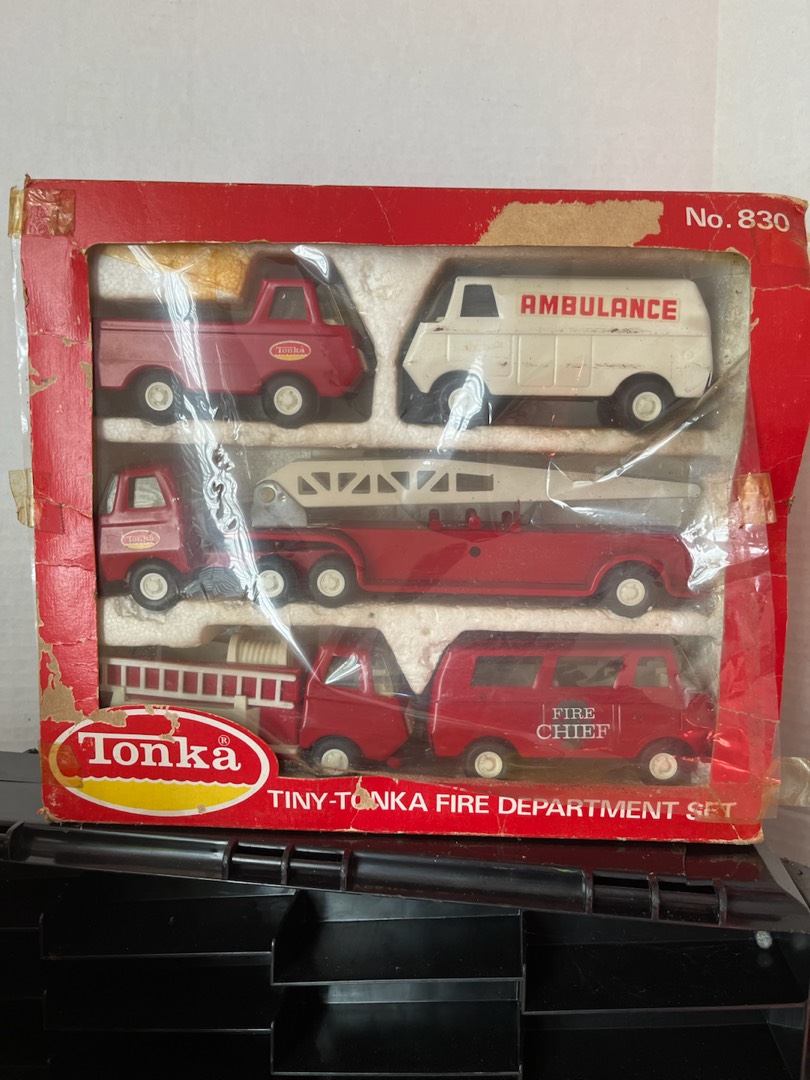 No. 830
Tonka
AMBULANCE
Tonka
FIRE
CHIEF
Tonka®
TINY-TONKA FIRE DEPARTMENT SET